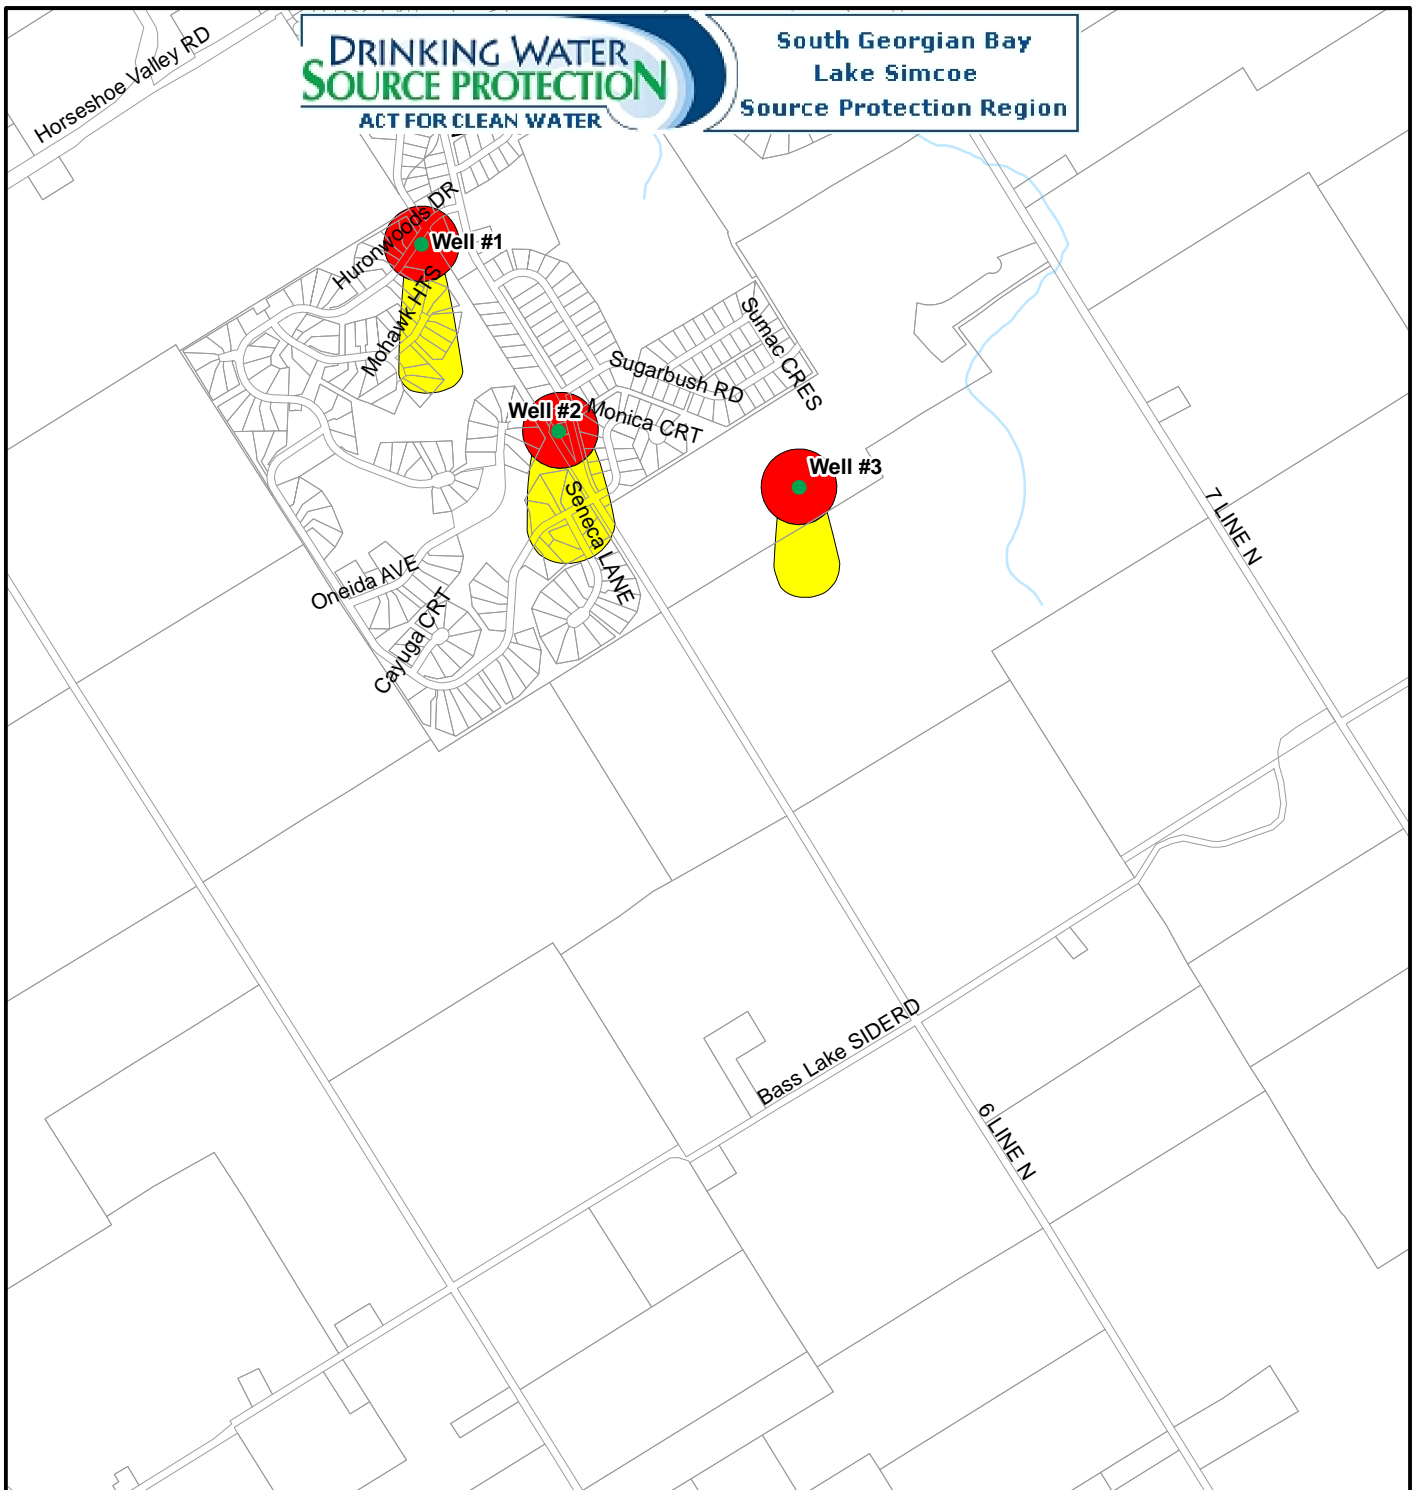 Horseshoe Valley RD
DRINKING WATER
SOURCE PROTECTION
ACT FOR CLEAN WATER
South Georgian Bay
Lake Simcoe
Source Protection Region
Huronwoods DR
Well #1
Mohawk HTS
Sumac CRES
Sugarbush RD
Well #2
Monica CRT
Well #3
Seneca LANE
7 LINE N
Oneida AVE
Cayuga CRT
Bass Lake SIDERD
6 LINE N